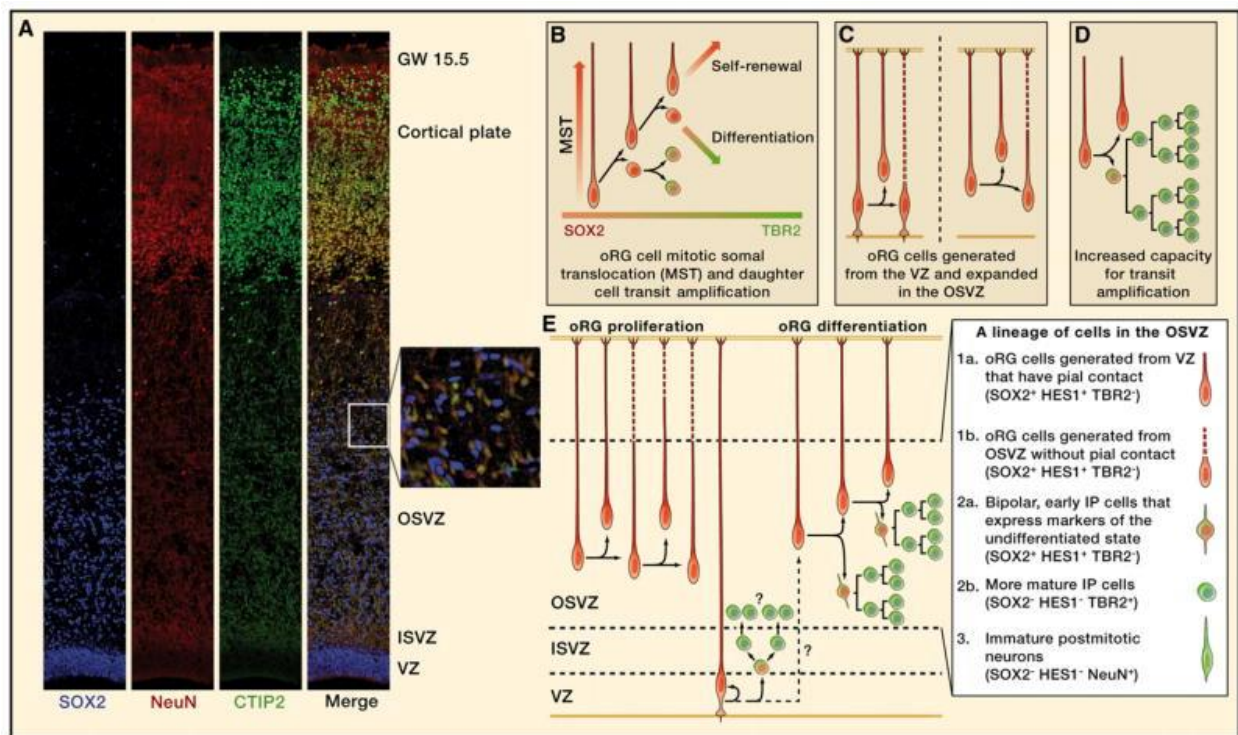 A
GW 15.5
Cortical plate
OSVZ
ISVZ
VZ
SOX2 NeuN CTIP2 Merge
B
MST
Self-renewal
Differentiation
SOX2 TBR2
oRG cell mitotic somal
translocation (MST) and daughter
cell transit amplification
C
oRG cells generated
from the VZ and expanded
in the OSVZ
D
Increased capacity
for transit
amplification
E
oRG proliferation oRG differentiation
OSVZ
ISVZ
VZ
?
?
A lineage of cells in the OSVZ
1a. oRG cells generated from VZ
that have pial contact
(SOX2⁺ HES1⁺ TBR2⁻)
1b. oRG cells generated from
OSVZ without pial contact
(SOX2⁺ HES1⁺ TBR2⁻)
2a. Bipolar, early IP cells that
express markers of the
undifferentiated state
(SOX2⁺ HES1⁺ TBR2⁻)
2b. More mature IP cells
(SOX2⁻ HES1⁻ TBR2⁺)
3. Immature postmitotic
neurons
(SOX2⁻ HES1⁻ NeuN⁺)